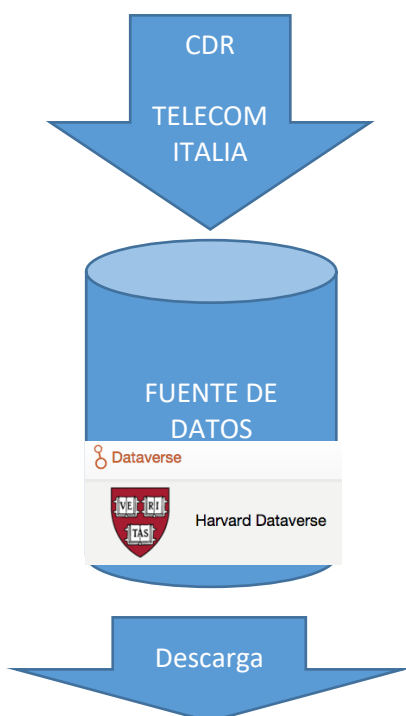 CDR
TELECOM
ITALIA
FUENTE DE
DATOS
Dataverse
VE RI
TAS
Harvard Dataverse
Descarga